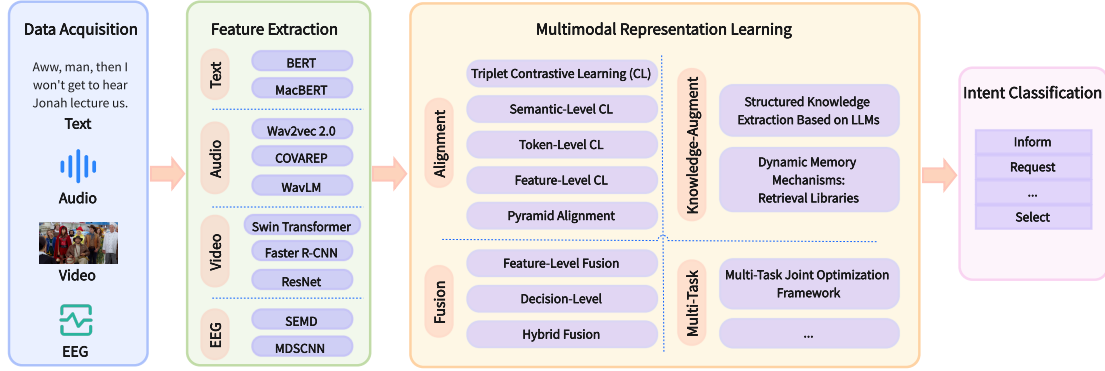 Data Acquisition
Aww, man, then I
won't get to hear
Jonah lecture us.
Text
Audio
Video
EEG
Feature Extraction
Text
BERT
MacBERT
Audio
Wav2vec 2.0
COVAREP
WavLM
Video
Swin Transformer
Faster R-CNN
ResNet
EEG
SEMD
MDSCNN
Multimodal Representation Learning
Alignment
Triplet Contrastive Learning (CL)
Semantic-Level CL
Token-Level CL
Feature-Level CL
Pyramid Alignment
Knowledge-Augment
Structured Knowledge
Extraction Based on LLMs
Dynamic Memory
Mechanisms:
Retrieval Libraries
Fusion
Feature-Level Fusion
Decision-Level
Hybrid Fusion
Multi-Task
Multi-Task Joint Optimization
Framework
...
Intent Classification
Inform
Request
...
Select